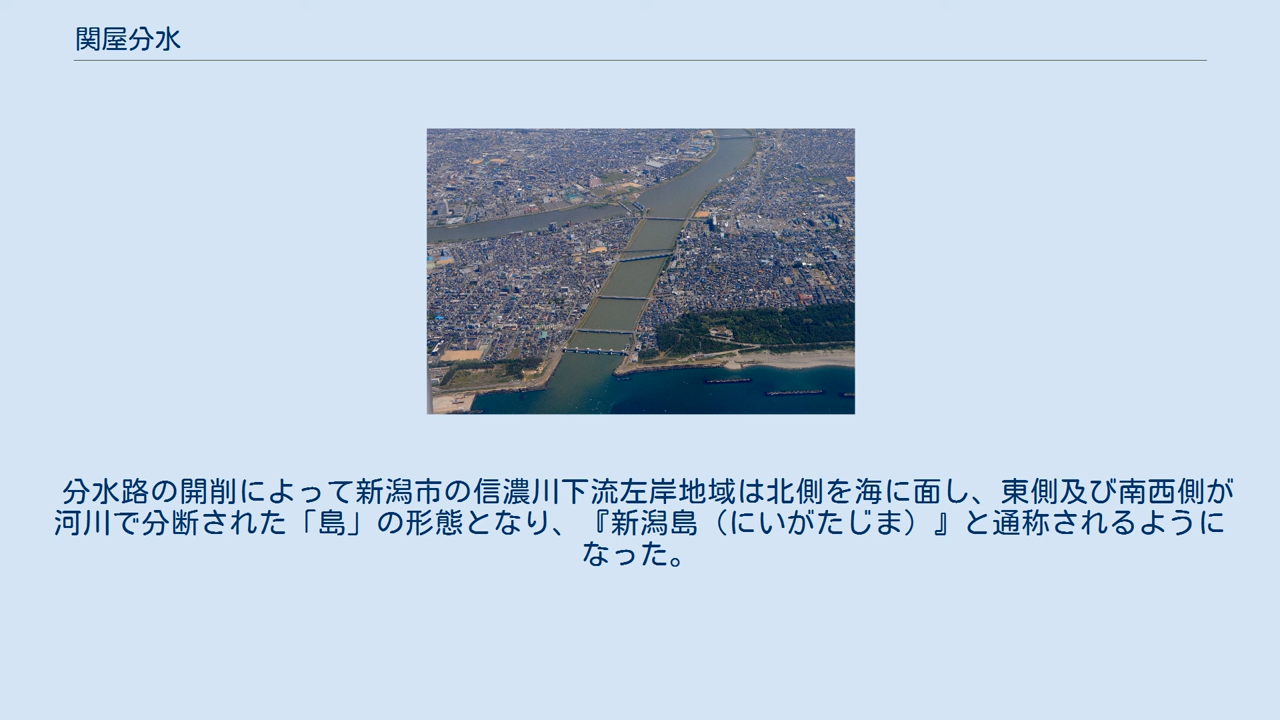 関屋分水
分水路の開削によって新潟市の信濃川下流左岸地域は北側を海に面し、東側及び南西側が
河川で分断された「島」の形態となり、『新潟島（にいがたじま）』と通称されるように
なった。